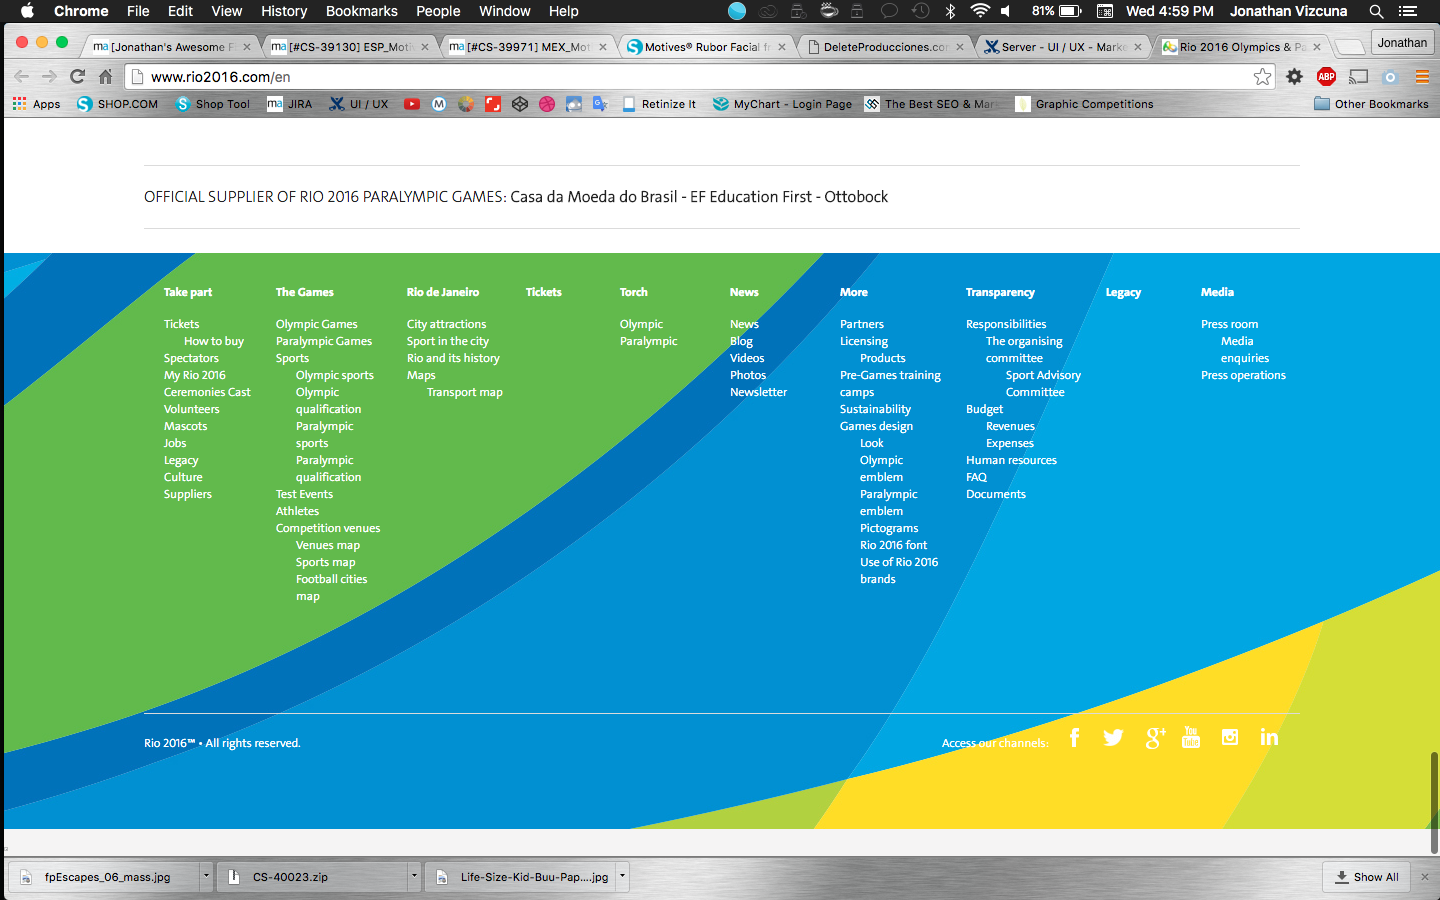 Chrome File Edit View History Bookmarks People Window Help 81% Wed 4:59 PM Jonathan Vizcuna
[Jonathan's Awesome F
[#CS-39130] ESP_Moti
[#CS-39971] MEX_Mot
Motives® Rubor Facial fr
DeleteProducciones.co
Server - UI / UX - Marke
Rio 2016 Olympics & Pa
Jonathan
www.rio2016.com/en
ABP
Apps SHOP.COM Shop Tool JIRA UI / UX Retinize It MyChart - Login Page The Best SEO & Mar Graphic Competitions Other Bookmarks
OFFICIAL SUPPLIER OF RIO 2016 PARALYMPIC GAMES: Casa da Moeda do Brasil - EF Education First - Ottobock
Take part
Tickets
How to buy
Spectators
My Rio 2016
Ceremonies Cast
Volunteers
Mascots
Jobs
Legacy
Culture
Suppliers
The Games
Olympic Games
Paralympic Games
Sports
Olympic sports
Olympic
qualification
Paralympic
sports
Paralympic
qualification
Test Events
Athletes
Competition venues
Venues map
Sports map
Football cities
map
Rio de Janeiro
City attractions
Sport in the city
Rio and its history
Maps
Transport map
Tickets
Torch
Olympic
Paralympic
News
News
Blog
Videos
Photos
Newsletter
More
Partners
Licensing
Products
Pre-Games training
camps
Sustainability
Games design
Look
Olympic
emblem
Paralympic
emblem
Pictograms
Rio 2016 font
Use of Rio 2016
brands
Transparency
Responsibilities
The organising
committee
Sport Advisory
Committee
Budget
Revenues
Expenses
Human resources
FAQ
Documents
Legacy
Media
Press room
Media
enquiries
Press operations
Rio 2016™ • All rights reserved.
Access our channels:
fpEscapes_06_mass.jpg
CS-40023.zip
Life-Size-Kid-Buu-Pap....jpg
Show All